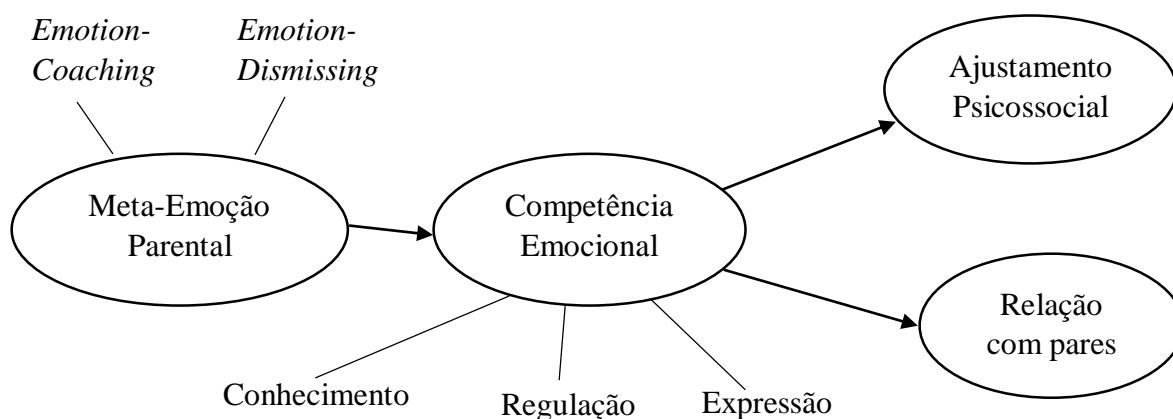 Emotion-
Coaching
Emotion-
Dismissing
Ajustamento
Psicossocial
Meta-Emoção
Parental
Competência
Emocional
Relação
com pares
Conhecimento
Regulação
Expressão